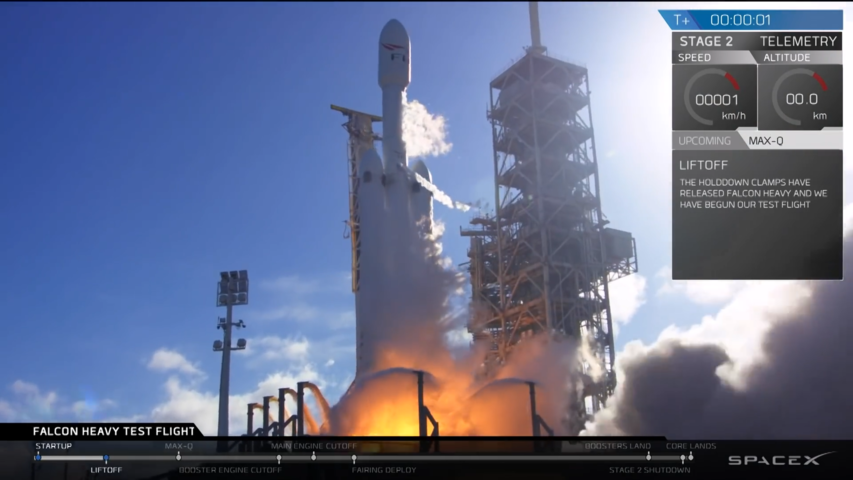 T+ 00:00:01
STAGE 2 TELEMETRY
SPEED ALTITUDE
00001 00.0
km/h km
UPCOMING MAX-Q
LIFTOFF
THE HOLDDOWN CLAMPS HAVE
RELEASED FALCON HEAVY AND WE
HAVE BEGUN OUR TEST FLIGHT
FALCON HEAVY TEST FLIGHT
STARTUP MAX-Q MAIN ENGINE CUTOFF BOOSTERS LAND CORE LANDS
LIFTOFF BOOSTER ENGINE CUTOFF FAIRING DEPLOY STAGE 2 SHUTDOWN
SPACEX